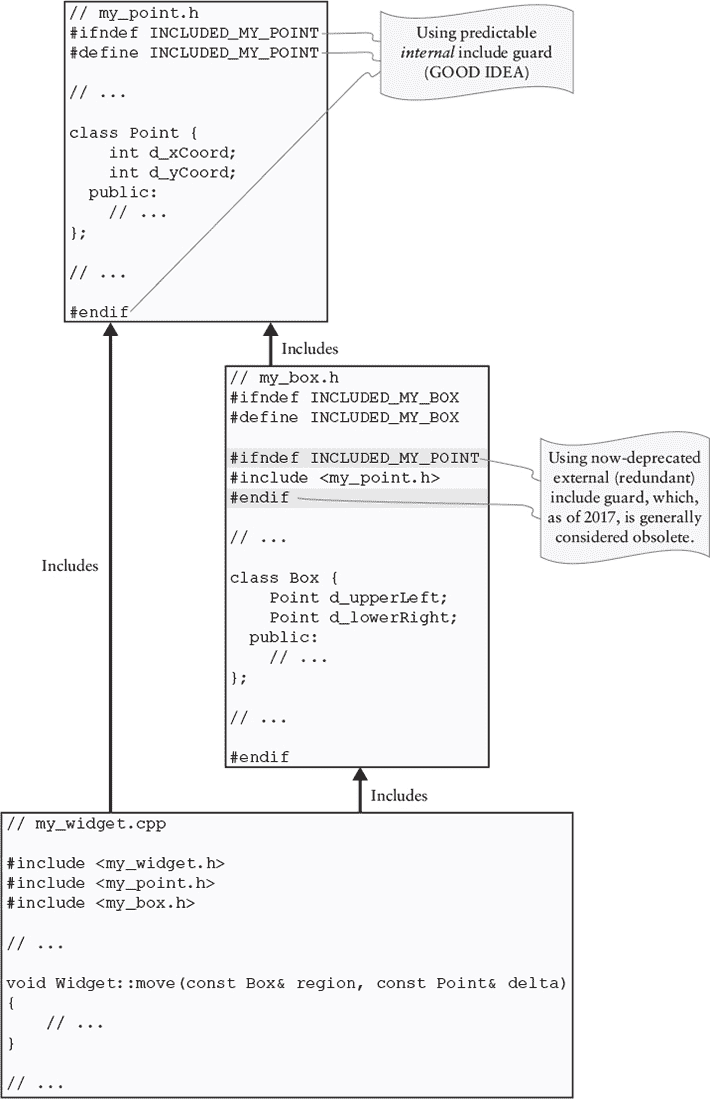 // my_point.h
#ifndef INCLUDED_MY_POINT
#define INCLUDED_MY_POINT
// ...
class Point {
    int d_xCoord;
    int d_yCoord;
  public:
    // ...
};
// ...
#endif
Using predictable
internal include guard
(GOOD IDEA)
Includes
// my_box.h
#ifndef INCLUDED_MY_BOX
#define INCLUDED_MY_BOX
#ifndef INCLUDED_MY_POINT
#include <my_point.h>
#endif
// ...
class Box {
    Point d_upperLeft;
    Point d_lowerRight;
  public:
    // ...
};
// ...
#endif
Using now-deprecated
external (redundant)
include guard, which,
as of 2017, is generally
considered obsolete.
Includes
Includes
// my_widget.cpp
#include <my_widget.h>
#include <my_point.h>
#include <my_box.h>
// ...
void Widget::move(const Box& region, const Point& delta)
{
    // ...
}
// ...